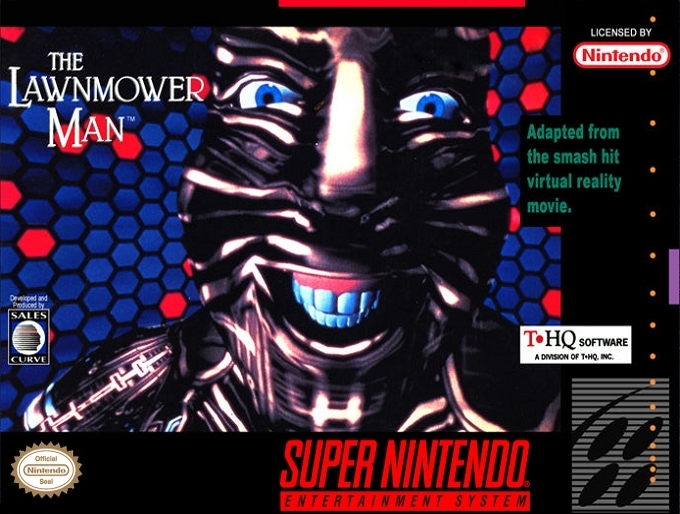 THE
LAWNMOWER
MAN™
LICENSED BY
Nintendo®
Adapted from
the smash hit
virtual reality
movie.
Developed and
Produced by
SALES
CURVE
T•HQ SOFTWARE
A DIVISION OF T•HQ, INC.
Official
Nintendo
Seal
SUPER NINTENDO®
ENTERTAINMENT SYSTEM